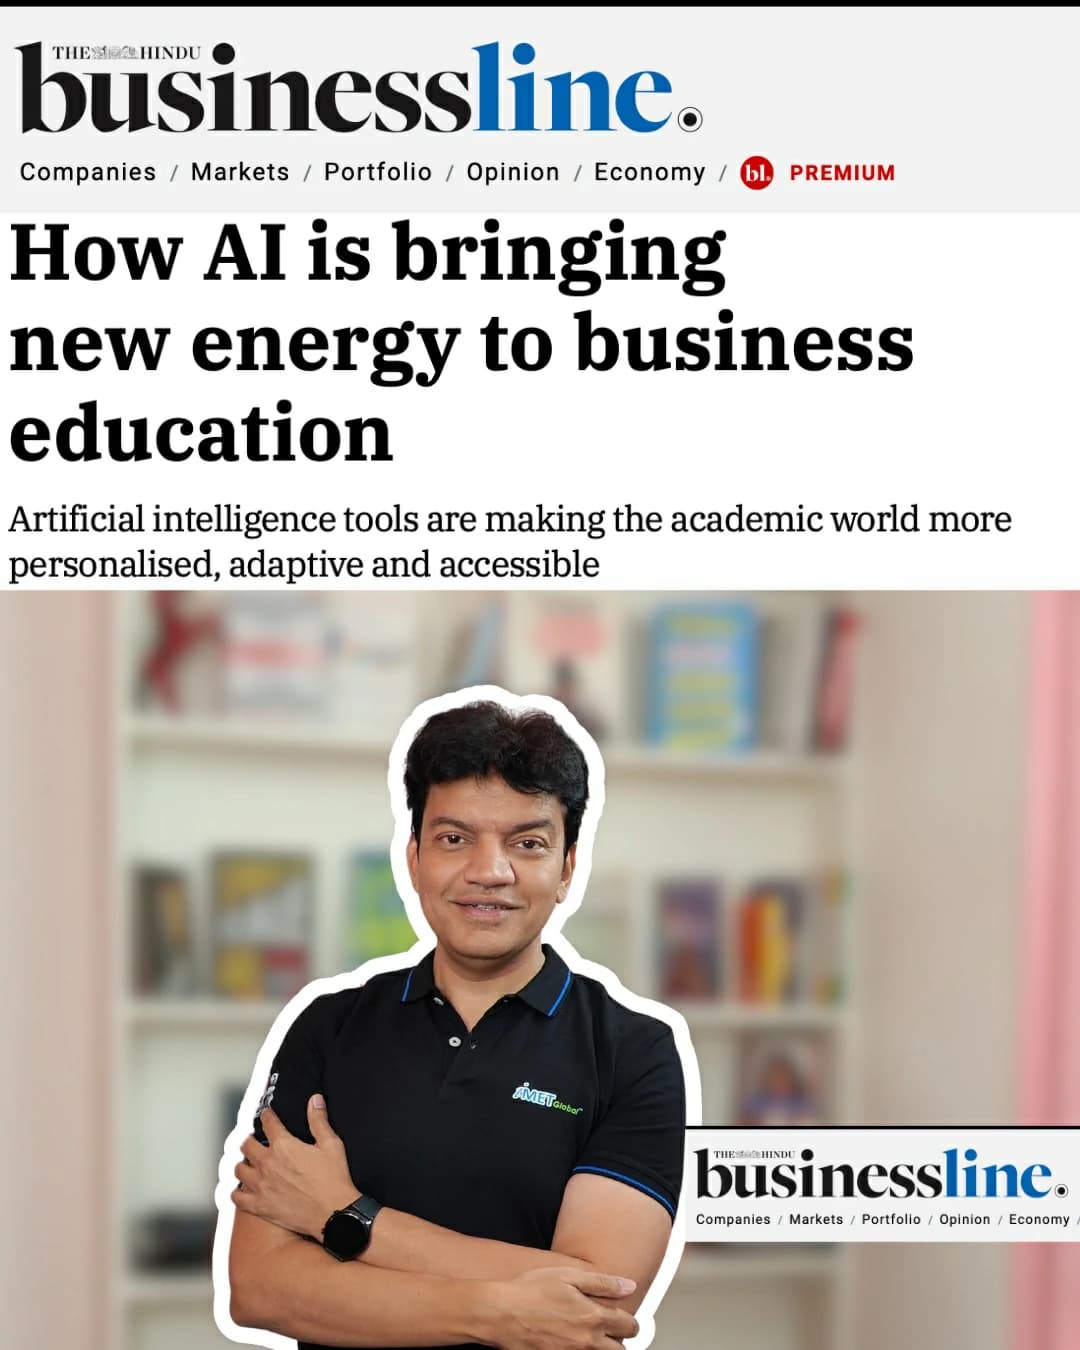 THE HINDU
businessline.
Companies / Markets / Portfolio / Opinion / Economy / bl. PREMIUM
How AI is bringing
new energy to business
education
Artificial intelligence tools are making the academic world more
personalised, adaptive and accessible
iMET Global™
THE HINDU
businessline.
Companies / Markets / Portfolio / Opinion / Economy /